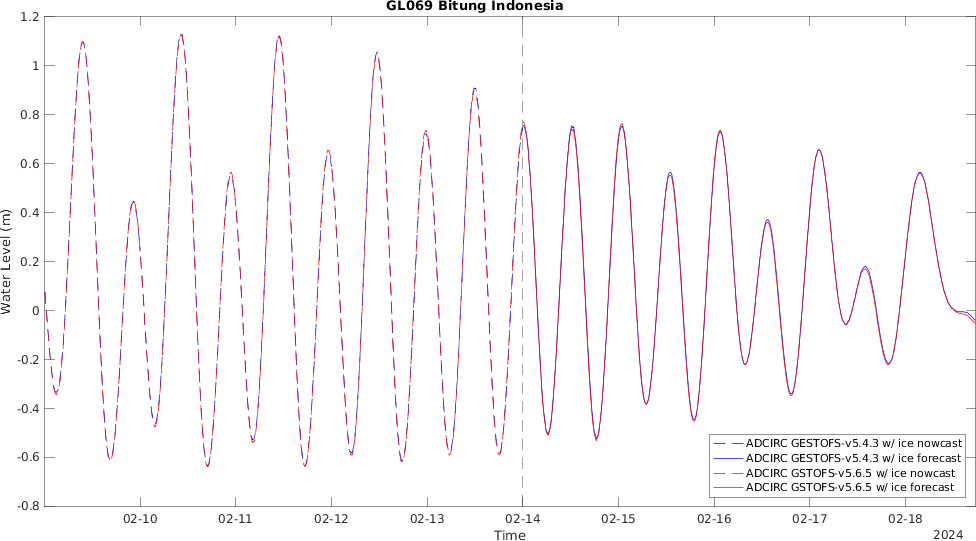 GL069 Bitung Indonesia
1.2
1
0.8
0.6
0.4
0.2
0
-0.2
-0.4
-0.6
-0.8
Water Level (m)
ADCIRC GESTOFS-v5.4.3 w/ ice nowcast
ADCIRC GESTOFS-v5.4.3 w/ ice forecast
ADCIRC GSTOFS-v5.6.5 w/ ice nowcast
ADCIRC GSTOFS-v5.6.5 w/ ice forecast
02-10 02-11 02-12 02-13 02-14 02-15 02-16 02-17 02-18
Time
2024